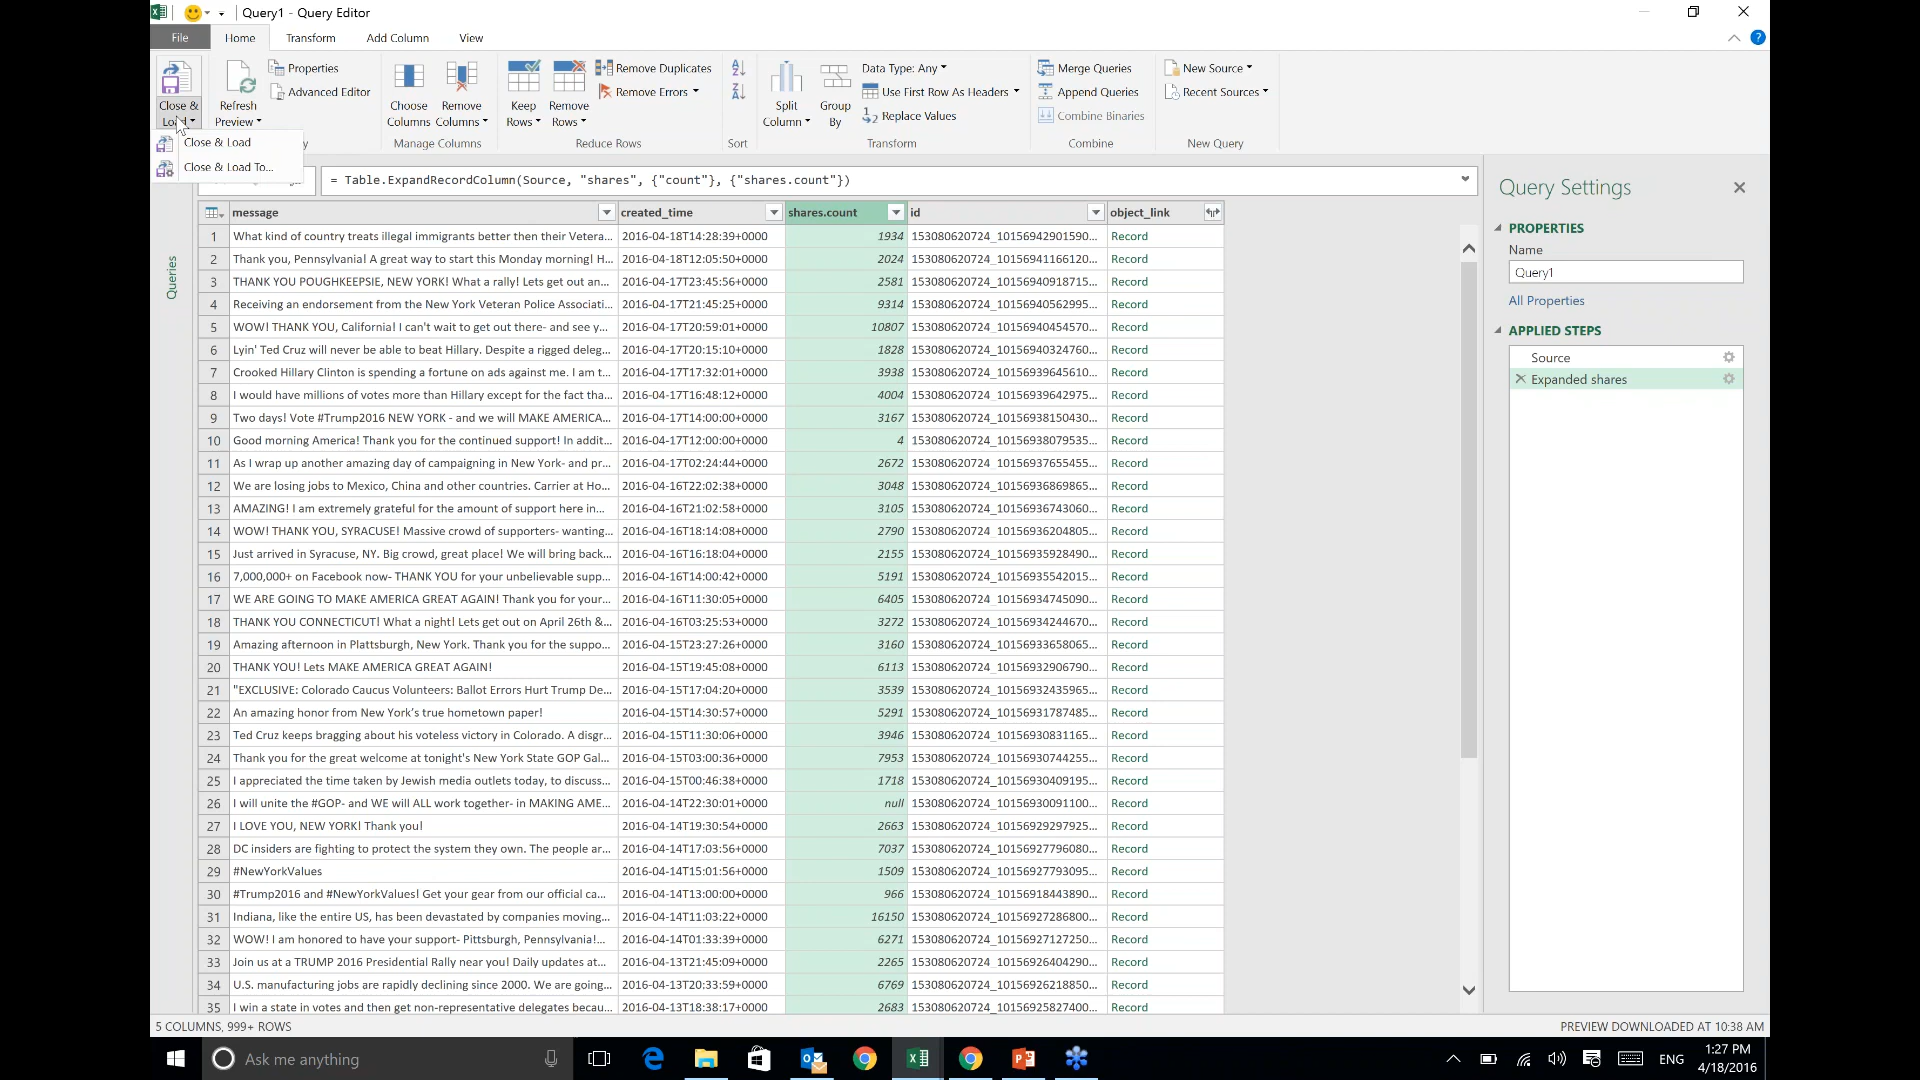 Query1 - Query Editor
File Home Transform Add Column View
Close & Load
Refresh Preview
Properties
Advanced Editor
Choose Columns
Remove Columns
Manage Columns
Keep Rows
Remove Rows
Remove Duplicates
Remove Errors
Reduce Rows
Sort
Split Column
Group By
Data Type: Any
Use First Row As Headers
Replace Values
Transform
Merge Queries
Append Queries
Combine Binaries
Combine
New Source
Recent Sources
New Query
Close & Load
Close & Load To...
= Table.ExpandRecordColumn(Source, "shares", {"count"}, {"shares.count"})
Queries
message created_time shares.count id object_link
1 What kind of country treats illegal immigrants better then their Vetera... 2016-04-18T14:28:39+0000 1934 153080620724_10156942901590... Record
2 Thank you, Pennsylvania! A great way to start this Monday morning! H... 2016-04-18T12:05:50+0000 2024 153080620724_10156941166120... Record
3 THANK YOU POUGHKEEPSIE, NEW YORK! What a rally! Lets get out an... 2016-04-17T23:45:56+0000 2581 153080620724_10156940918715... Record
4 Receiving an endorsement from the New York Veteran Police Associati... 2016-04-17T21:45:25+0000 9314 153080620724_10156940562995... Record
5 WOW! THANK YOU, California! I can't wait to get out there- and see y... 2016-04-17T20:59:01+0000 10807 153080620724_10156940454570... Record
6 Lyin' Ted Cruz will never be able to beat Hillary. Despite a rigged deleg... 2016-04-17T20:15:10+0000 1828 153080620724_10156940324760... Record
7 Crooked Hillary Clinton is spending a fortune on ads against me. I am t... 2016-04-17T17:32:01+0000 3938 153080620724_10156939645610... Record
8 I would have millions of votes more than Hillary except for the fact tha... 2016-04-17T16:48:12+0000 4004 153080620724_10156939642975... Record
9 Two days! Vote #Trump2016 NEW YORK - and we will MAKE AMERICA... 2016-04-17T14:00:00+0000 3167 153080620724_10156938150430... Record
10 Good morning America! Thank you for the continued support! In addit... 2016-04-17T12:00:00+0000 4 153080620724_10156938079535... Record
11 As I wrap up another amazing day of campaigning in New York- and pr... 2016-04-17T02:24:44+0000 2672 153080620724_10156937655455... Record
12 We are losing jobs to Mexico, China and other countries. Carrier at Ho... 2016-04-16T22:02:38+0000 3048 153080620724_10156936869865... Record
13 AMAZING! I am extremely grateful for the amount of support here in... 2016-04-16T21:02:58+0000 3105 153080620724_10156936743060... Record
14 WOW! THANK YOU, SYRACUSE! Massive crowd of supporters- wanting... 2016-04-16T18:14:08+0000 2790 153080620724_10156936204805... Record
15 Just arrived in Syracuse, NY. Big crowd, great place! We will bring back... 2016-04-16T16:18:04+0000 2155 153080620724_10156935928490... Record
16 7,000,000+ on Facebook now- THANK YOU for your unbelievable supp... 2016-04-16T14:00:42+0000 5191 153080620724_10156935542015... Record
17 WE ARE GOING TO MAKE AMERICA GREAT AGAIN! Thank you for your... 2016-04-16T11:30:05+0000 6405 153080620724_10156934745090... Record
18 THANK YOU CONNECTICUT! What a night! Lets get out on April 26th &... 2016-04-16T03:25:53+0000 3272 153080620724_10156934244670... Record
19 Amazing afternoon in Plattsburgh, New York. Thank you for the suppo... 2016-04-15T23:27:26+0000 3160 153080620724_10156933658065... Record
20 THANK YOU! Lets MAKE AMERICA GREAT AGAIN! 2016-04-15T19:45:08+0000 6113 153080620724_10156932906790... Record
21 "EXCLUSIVE: Colorado Caucus Volunteers: Ballot Errors Hurt Trump De... 2016-04-15T17:04:20+0000 3539 153080620724_10156932435965... Record
22 An amazing honor from New York's true hometown paper! 2016-04-15T14:30:57+0000 5291 153080620724_10156931787485... Record
23 Ted Cruz keeps bragging about his voteless victory in Colorado. A disgr... 2016-04-15T11:30:06+0000 3946 153080620724_10156930831165... Record
24 Thank you for the great welcome at tonight's New York State GOP Gal... 2016-04-15T03:00:36+0000 7953 153080620724_10156930744255... Record
25 I appreciated the time taken by Jewish media outlets today, to discuss... 2016-04-15T00:46:38+0000 1718 153080620724_10156930409195... Record
26 I will unite the #GOP- and WE will ALL work together- in MAKING AME... 2016-04-14T22:30:01+0000 null 153080620724_10156930091100... Record
27 I LOVE YOU, NEW YORK! Thank you! 2016-04-14T19:30:54+0000 2663 153080620724_10156929297925... Record
28 DC insiders are fighting to protect the system they own. The people ar... 2016-04-14T17:03:56+0000 7037 153080620724_10156927796080... Record
29 #NewYorkValues 2016-04-14T15:01:56+0000 1509 153080620724_10156927793095... Record
30 #Trump2016 and #NewYorkValues! Get your gear from our official ca... 2016-04-14T13:00:00+0000 966 153080620724_10156918443890... Record
31 Indiana, like the entire US, has been devastated by companies moving... 2016-04-14T11:03:22+0000 16150 153080620724_10156927286800... Record
32 WOW! I am honored to have your support- Pittsburgh, Pennsylvania!... 2016-04-14T01:33:39+0000 6271 153080620724_10156927127250... Record
33 Join us at a TRUMP 2016 Presidential Rally near you! Daily updates at... 2016-04-13T21:45:09+0000 2265 153080620724_10156926404290... Record
34 U.S. manufacturing jobs are rapidly declining since 2000. We are going... 2016-04-13T20:33:59+0000 6769 153080620724_10156926218850... Record
35 I win a state in votes and then get non-representative delegates becau... 2016-04-13T18:38:17+0000 2683 153080620724_10156925827400... Record
Query Settings
PROPERTIES
Name
Query1
All Properties
APPLIED STEPS
Source
Expanded shares
5 COLUMNS, 999+ ROWS
PREVIEW DOWNLOADED AT 10:38 AM
Ask me anything
ENG
1:27 PM
4/18/2016